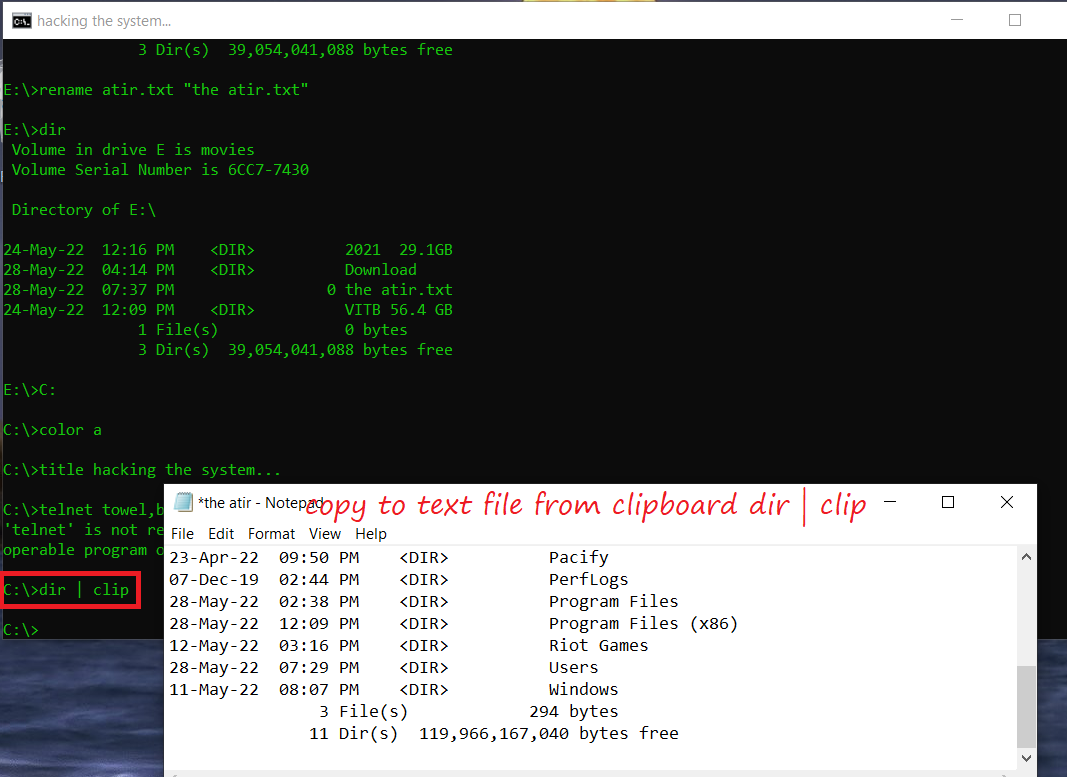 hacking the system...
3 Dir(s)  39,054,041,088 bytes free
E:\>rename atir.txt "the atir.txt"
E:\>dir
Volume in drive E is movies
Volume Serial Number is 6CC7-7430
Directory of E:\
24-May-22  12:16 PM    <DIR>          2021  29.1GB
28-May-22  04:14 PM    <DIR>          Download
28-May-22  07:37 PM                 0 the atir.txt
24-May-22  12:09 PM    <DIR>          VITB 56.4 GB
1 File(s)              0 bytes
3 Dir(s)  39,054,041,088 bytes free
E:\>C:
C:\>color a
C:\>title hacking the system...
C:\>telnet towel,b
'telnet' is not re
operable program o
C:\>dir | clip
C:\>
*the atir - Notepad
copy to text file from clipboard dir | clip
File Edit Format View Help
23-Apr-22  09:50 PM    <DIR>          Pacify
07-Dec-19  02:44 PM    <DIR>          PerfLogs
28-May-22  02:38 PM    <DIR>          Program Files
28-May-22  12:09 PM    <DIR>          Program Files (x86)
12-May-22  03:16 PM    <DIR>          Riot Games
28-May-22  07:29 PM    <DIR>          Users
11-May-22  08:07 PM    <DIR>          Windows
3 File(s)            294 bytes
11 Dir(s)  119,966,167,040 bytes free